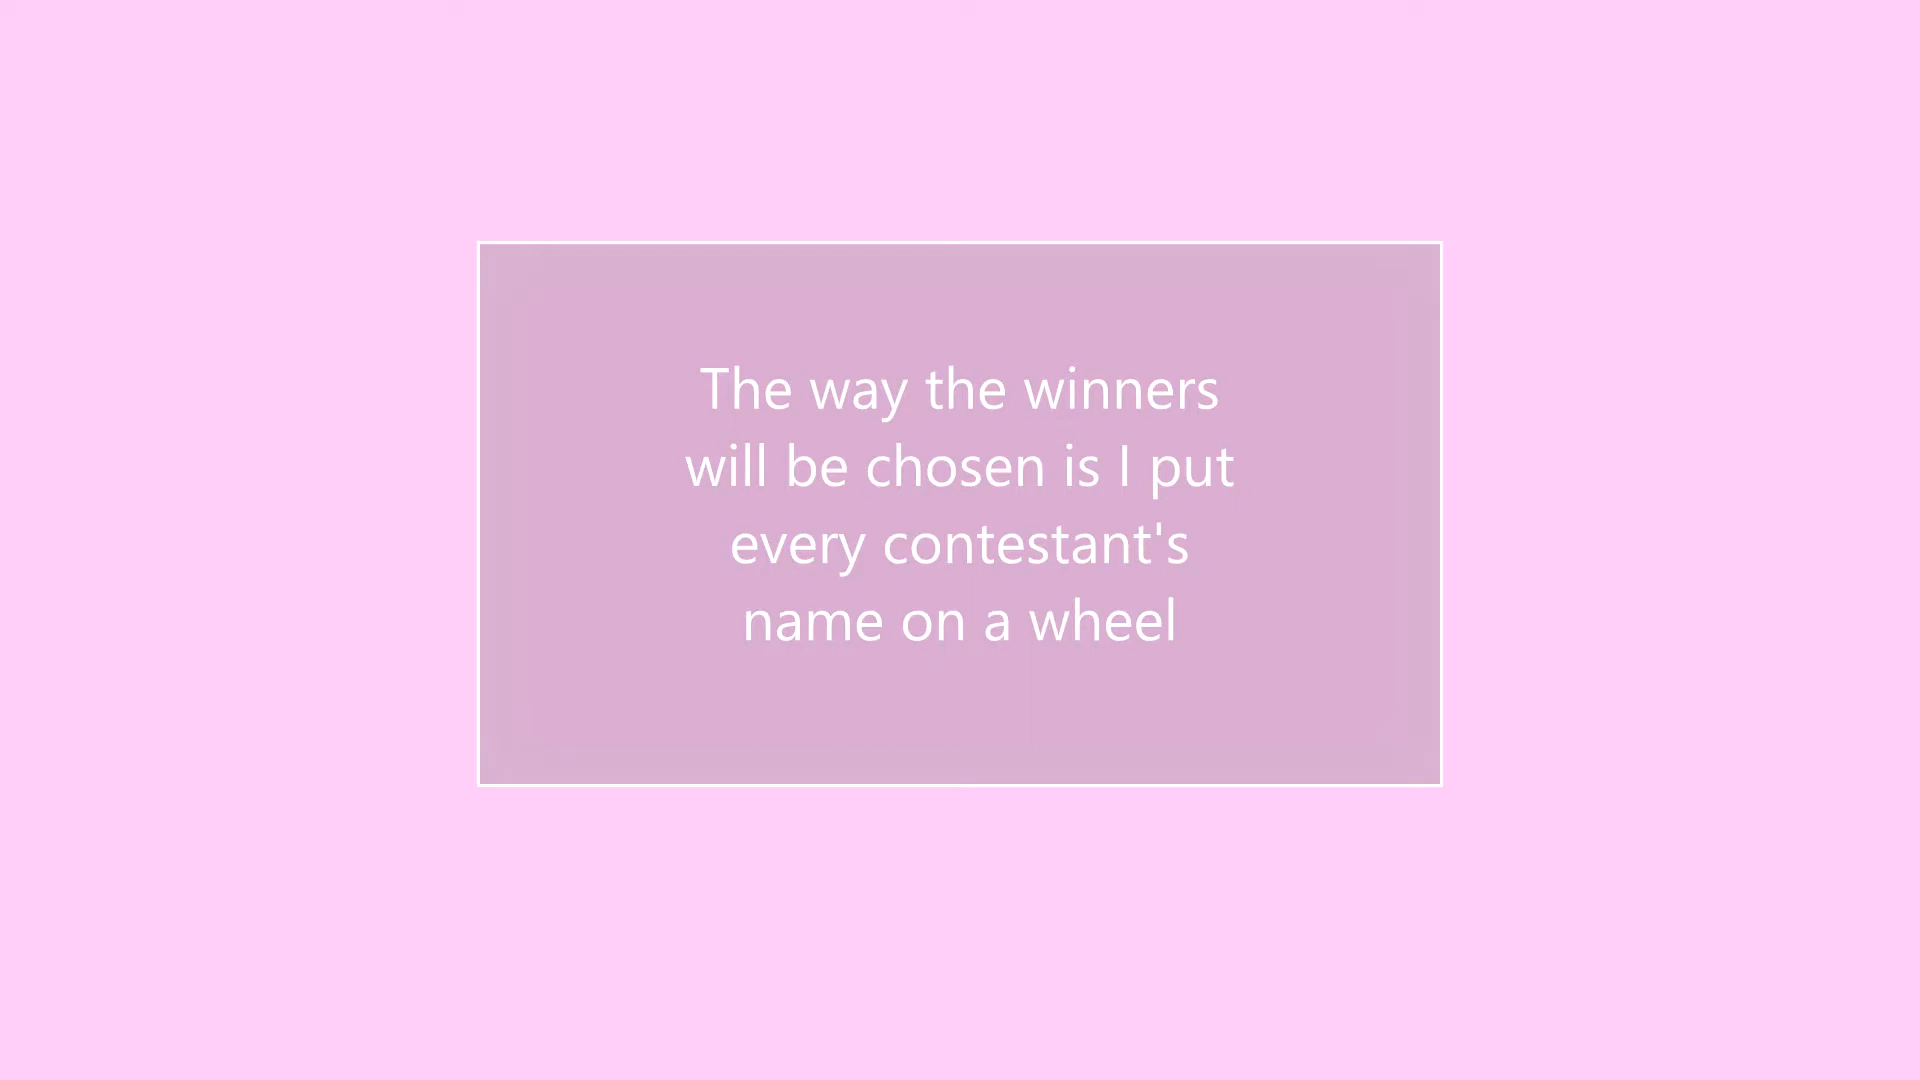 The way the winners
will be chosen is I put
every contestant's
name on a wheel